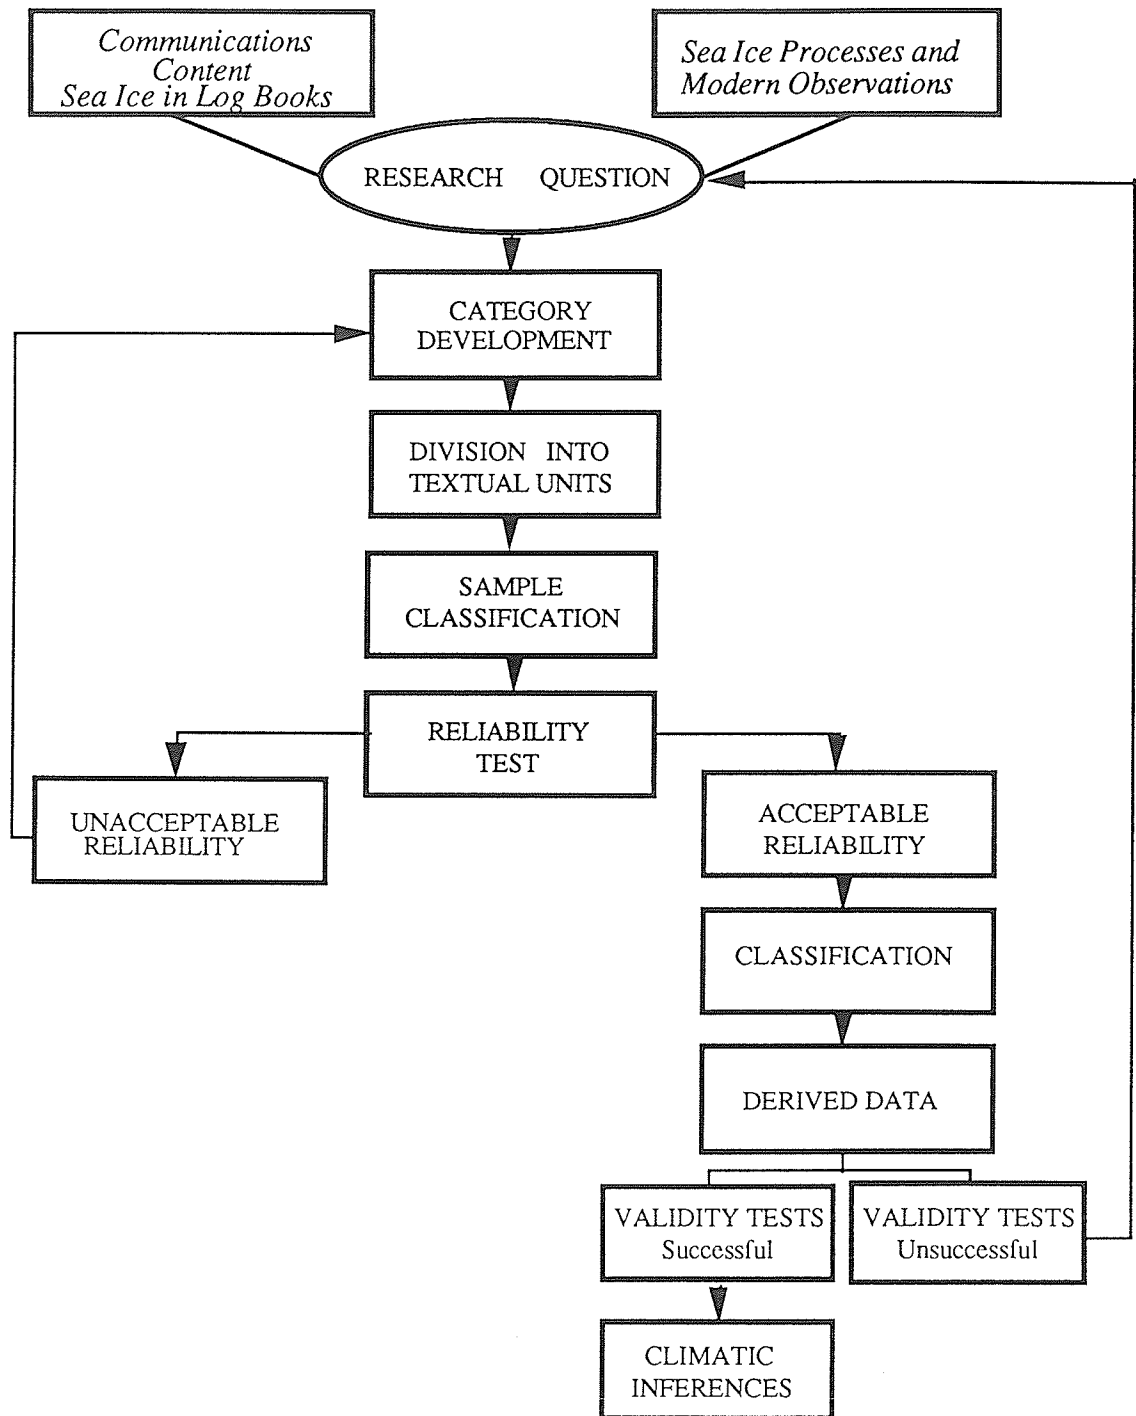 Communications
Content
Sea Ice in Log Books
Sea Ice Processes and
Modern Observations
RESEARCH QUESTION
CATEGORY
DEVELOPMENT
DIVISION INTO
TEXTUAL UNITS
SAMPLE
CLASSIFICATION
RELIABILITY
TEST
UNACCEPTABLE
RELIABILITY
ACCEPTABLE
RELIABILITY
CLASSIFICATION
DERIVED DATA
VALIDITY TESTS
Successful
VALIDITY TESTS
Unsuccessful
CLIMATIC
INFERENCES